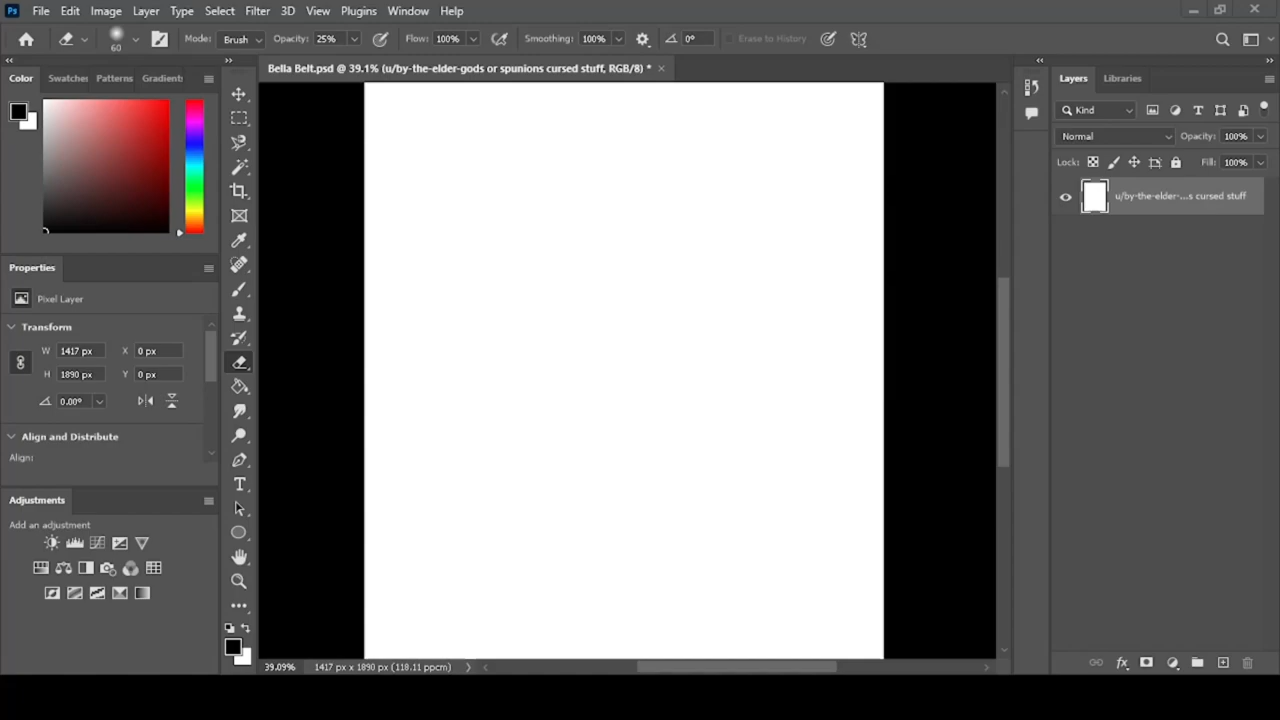 Ps File Edit Image Layer Type Select Filter 3D View Plugins Window Help
60 Mode: Brush Opacity: 25% Flow: 100% Smoothing: 100% 0° Erase to History
Bella Belt.psd @ 39.1% (u/by-the-elder-gods or spunions cursed stuff, RGB/8) *
Color Swatches Patterns Gradients
Properties
Pixel Layer
Transform
W 1417 px X 0 px
H 1890 px Y 0 px
0.00°
Align and Distribute
Align:
Adjustments
Add an adjustment
T
39.09% 1417 px x 1890 px (118.11 ppcm)
Layers Libraries
Kind
Normal Opacity: 100%
Lock: Fill: 100%
u/by-the-elder-...s cursed stuff
fx